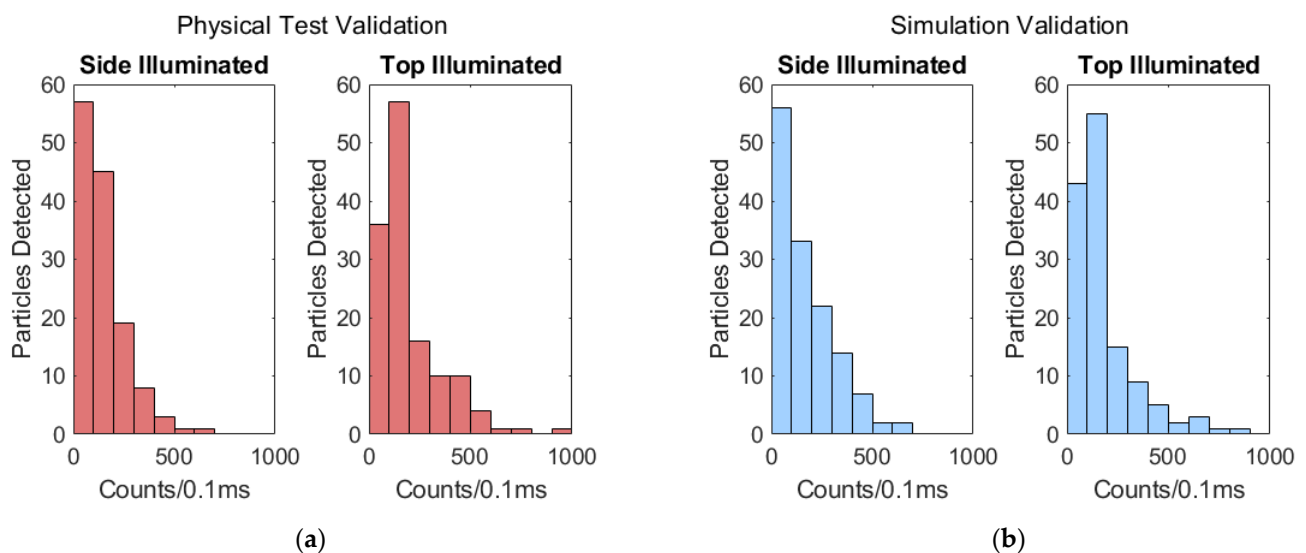 Physical Test Validation
Simulation Validation
Side Illuminated
Top Illuminated
Side Illuminated
Top Illuminated
60
50
40
30
20
10
0
Particles Detected
0 500 1000
Counts/0.1ms
60
50
40
30
20
10
0
Particles Detected
0 500 1000
Counts/0.1ms
60
50
40
30
20
10
0
Particles Detected
0 500 1000
Counts/0.1ms
60
50
40
30
20
10
0
Particles Detected
0 500 1000
Counts/0.1ms
(a)
(b)